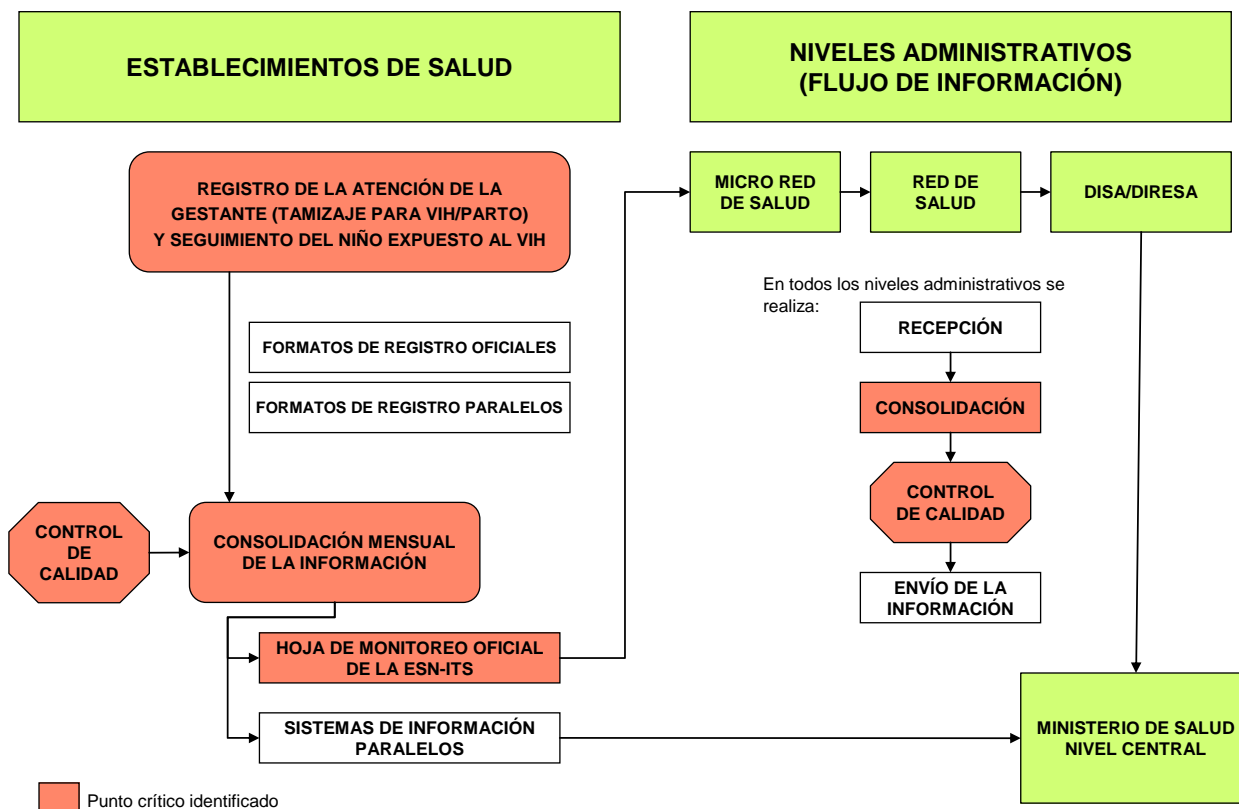 ESTABLECIMIENTOS DE SALUD
NIVELES ADMINISTRATIVOS
(FLUJO DE INFORMACIÓN)
REGISTRO DE LA ATENCIÓN DE LA
GESTANTE (TAMIZAJE PARA VIH/PARTO)
Y SEGUIMIENTO DEL NIÑO EXPUESTO AL VIH
MICRO RED
DE SALUD
RED DE
SALUD
DISA/DIRESA
En todos los niveles administrativos se
realiza:
RECEPCIÓN
CONSOLIDACIÓN
CONTROL
DE CALIDAD
ENVÍO DE LA
INFORMACIÓN
FORMATOS DE REGISTRO OFICIALES
FORMATOS DE REGISTRO PARALELOS
CONTROL
DE
CALIDAD
CONSOLIDACIÓN MENSUAL
DE LA INFORMACIÓN
HOJA DE MONITOREO OFICIAL
DE LA ESN-ITS
SISTEMAS DE INFORMACIÓN
PARALELOS
MINISTERIO DE SALUD
NIVEL CENTRAL
Punto crítico identificado